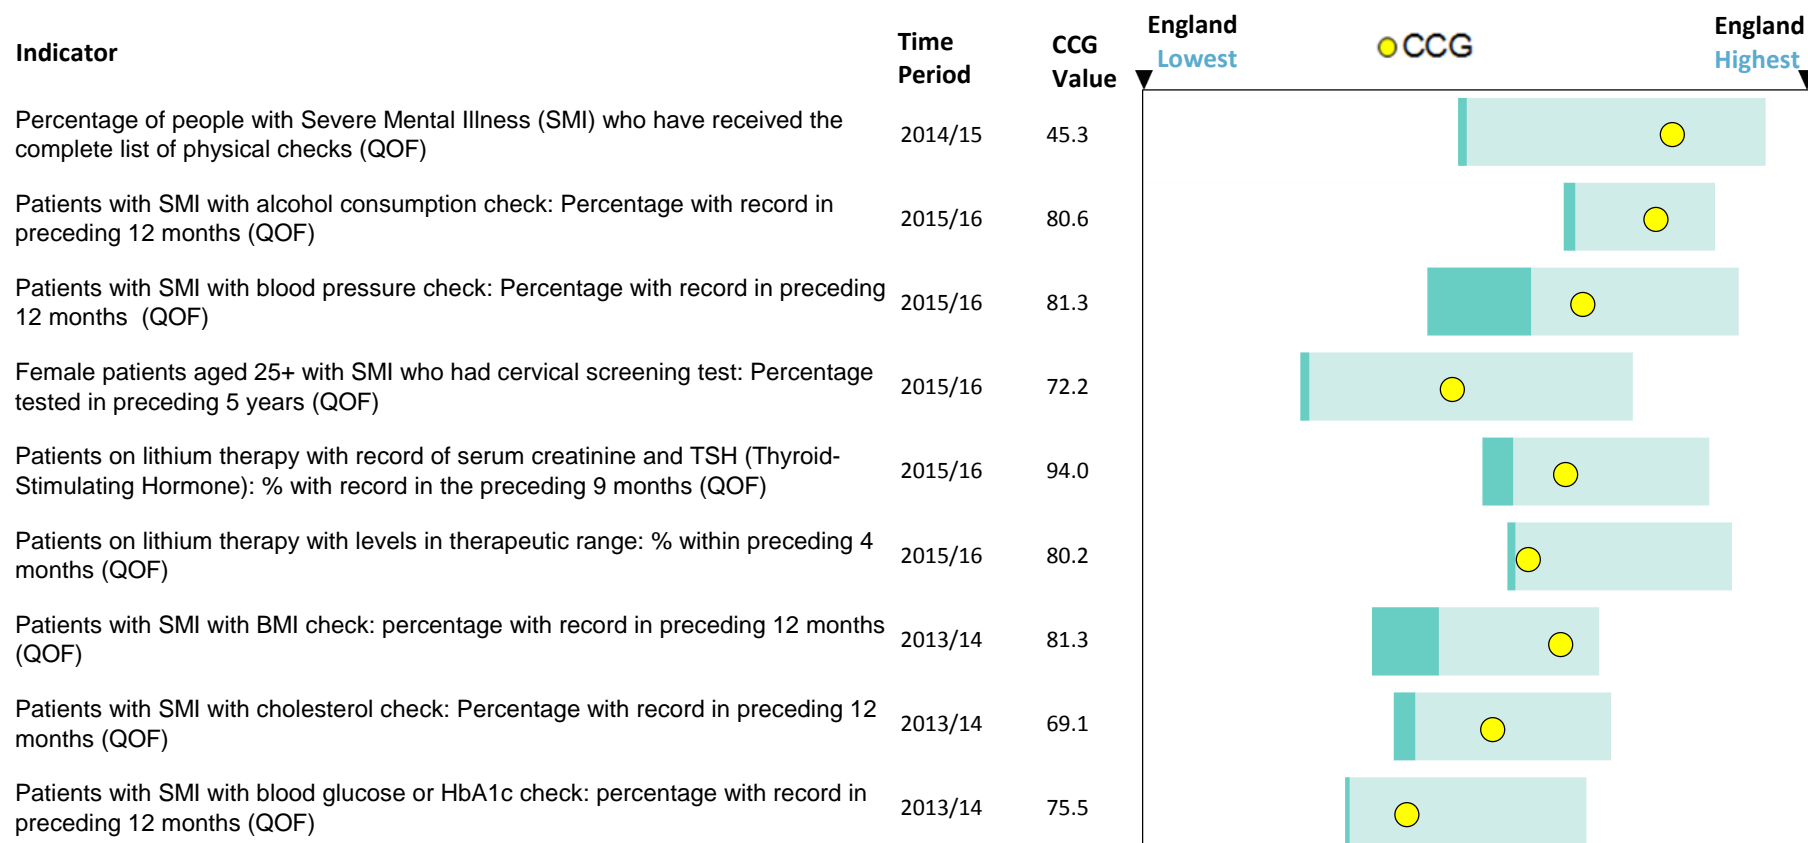 Indicator
Time Period
CCG Value
England Lowest
CCG
England Highest
Percentage of people with Severe Mental Illness (SMI) who have received the
complete list of physical checks (QOF)
2014/15
45.3
Patients with SMI with alcohol consumption check: Percentage with record in
preceding 12 months (QOF)
2015/16
80.6
Patients with SMI with blood pressure check: Percentage with record in preceding
12 months  (QOF)
2015/16
81.3
Female patients aged 25+ with SMI who had cervical screening test: Percentage
tested in preceding 5 years (QOF)
2015/16
72.2
Patients on lithium therapy with record of serum creatinine and TSH (Thyroid-
Stimulating Hormone): % with record in the preceding 9 months (QOF)
2015/16
94.0
Patients on lithium therapy with levels in therapeutic range: % within preceding 4
months (QOF)
2015/16
80.2
Patients with SMI with BMI check: percentage with record in preceding 12 months
(QOF)
2013/14
81.3
Patients with SMI with cholesterol check: Percentage with record in preceding 12
months (QOF)
2013/14
69.1
Patients with SMI with blood glucose or HbA1c check: percentage with record in
preceding 12 months (QOF)
2013/14
75.5